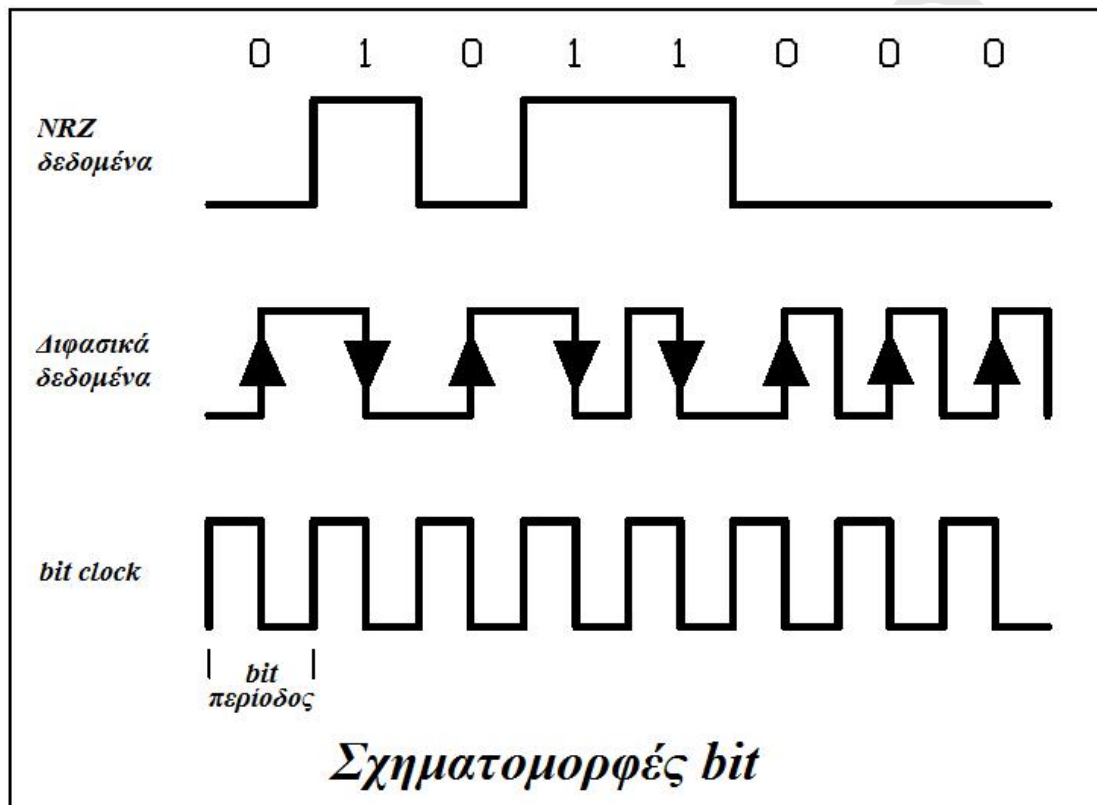 0 1 0 1 1 0 0 0
NRZ
δεδομένα
Διφασικά
δεδομένα
bit clock
bit
περίοδος
Σχηματομορφές bit